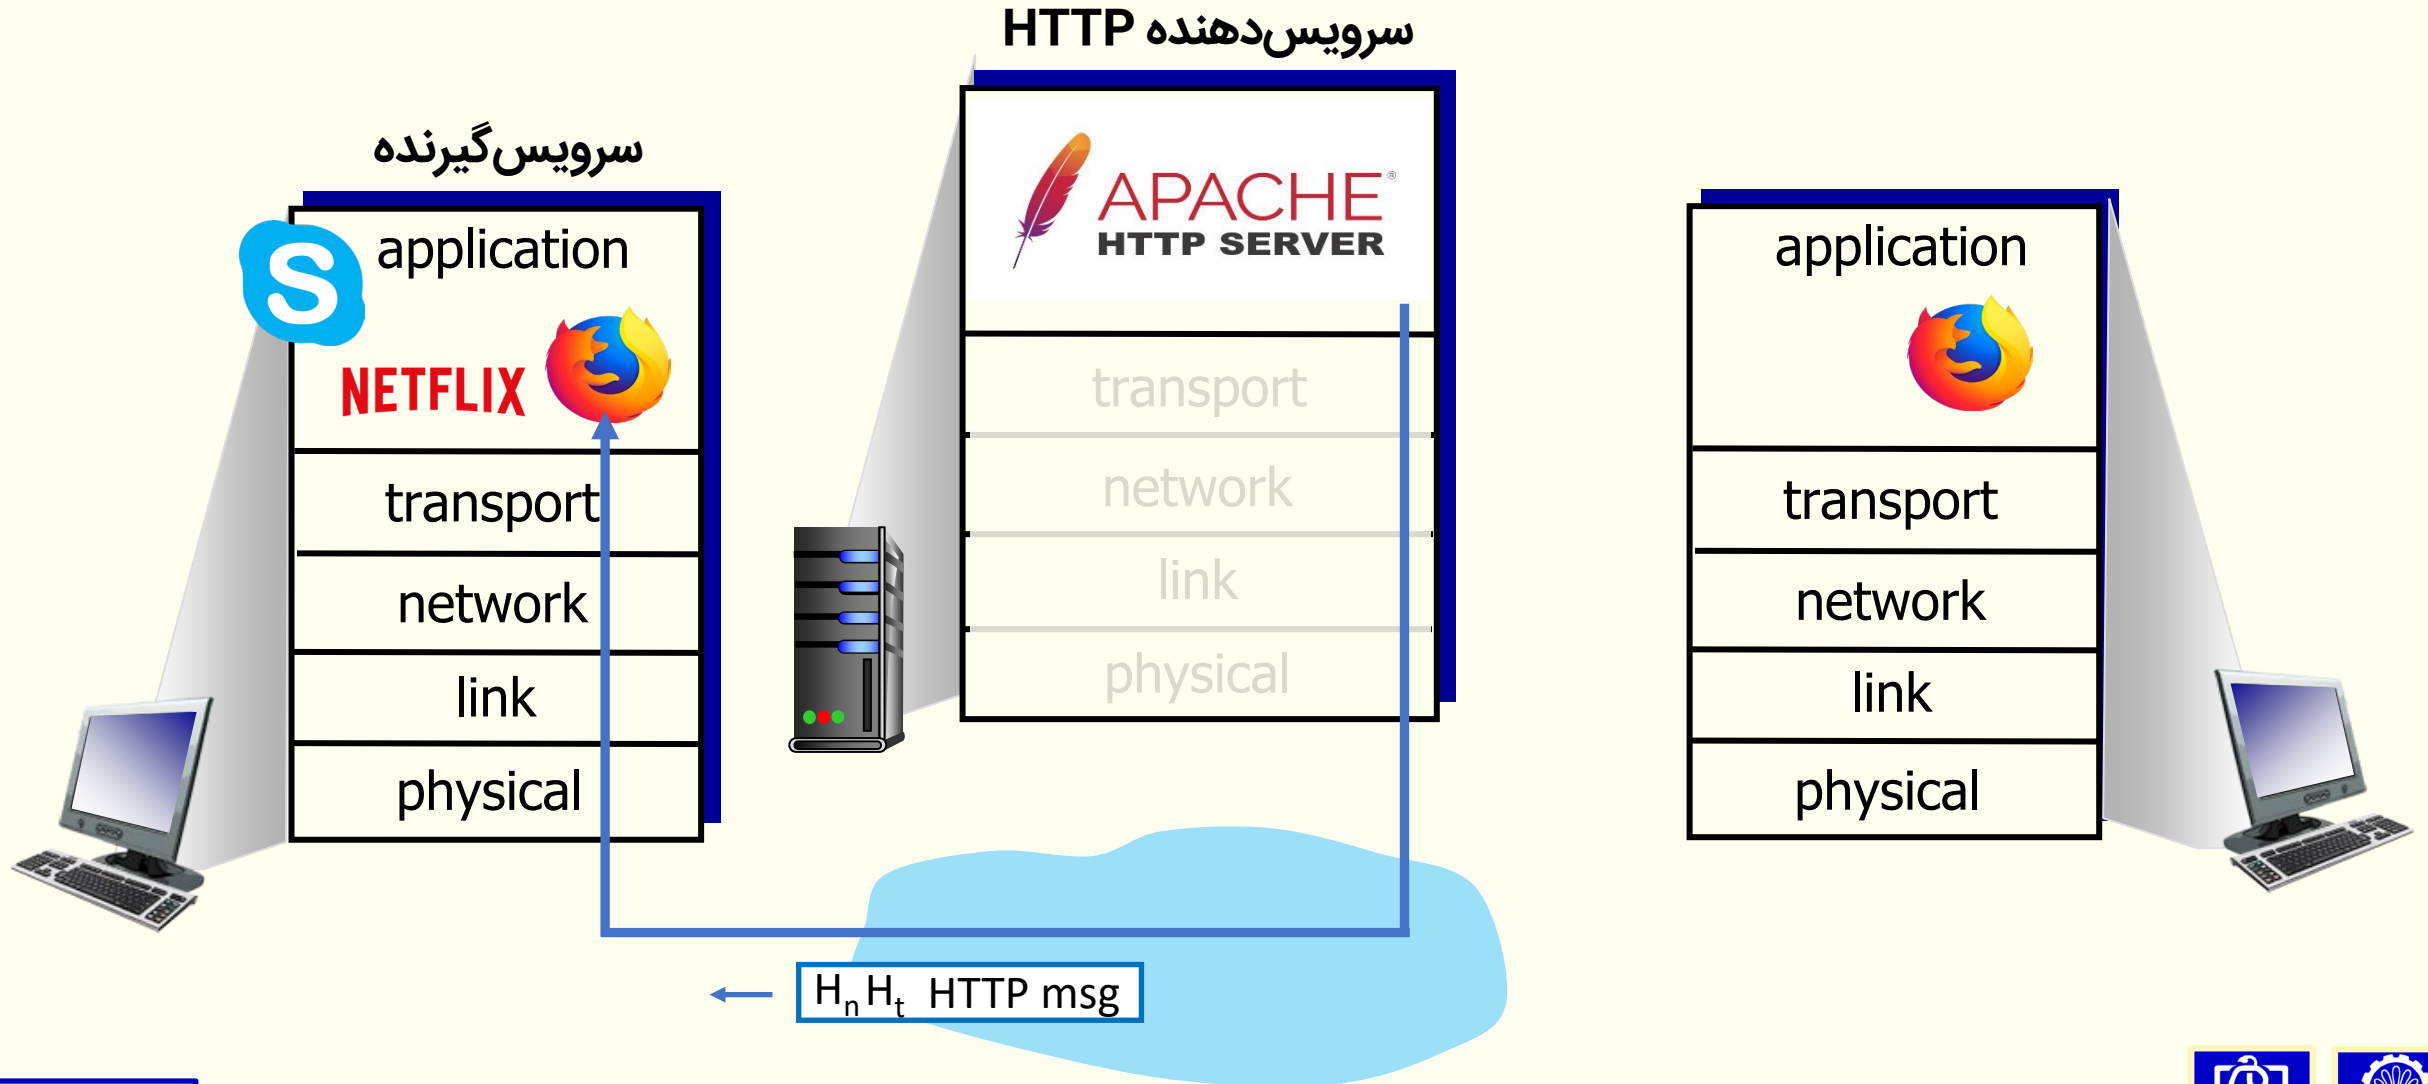 سرویس‌دهنده HTTP
سرویس‌گیرنده
application
NETFLIX
transport
network
link
physical
APACHE®
HTTP SERVER
transport
network
link
physical
application
transport
network
link
physical
Hn Ht HTTP msg